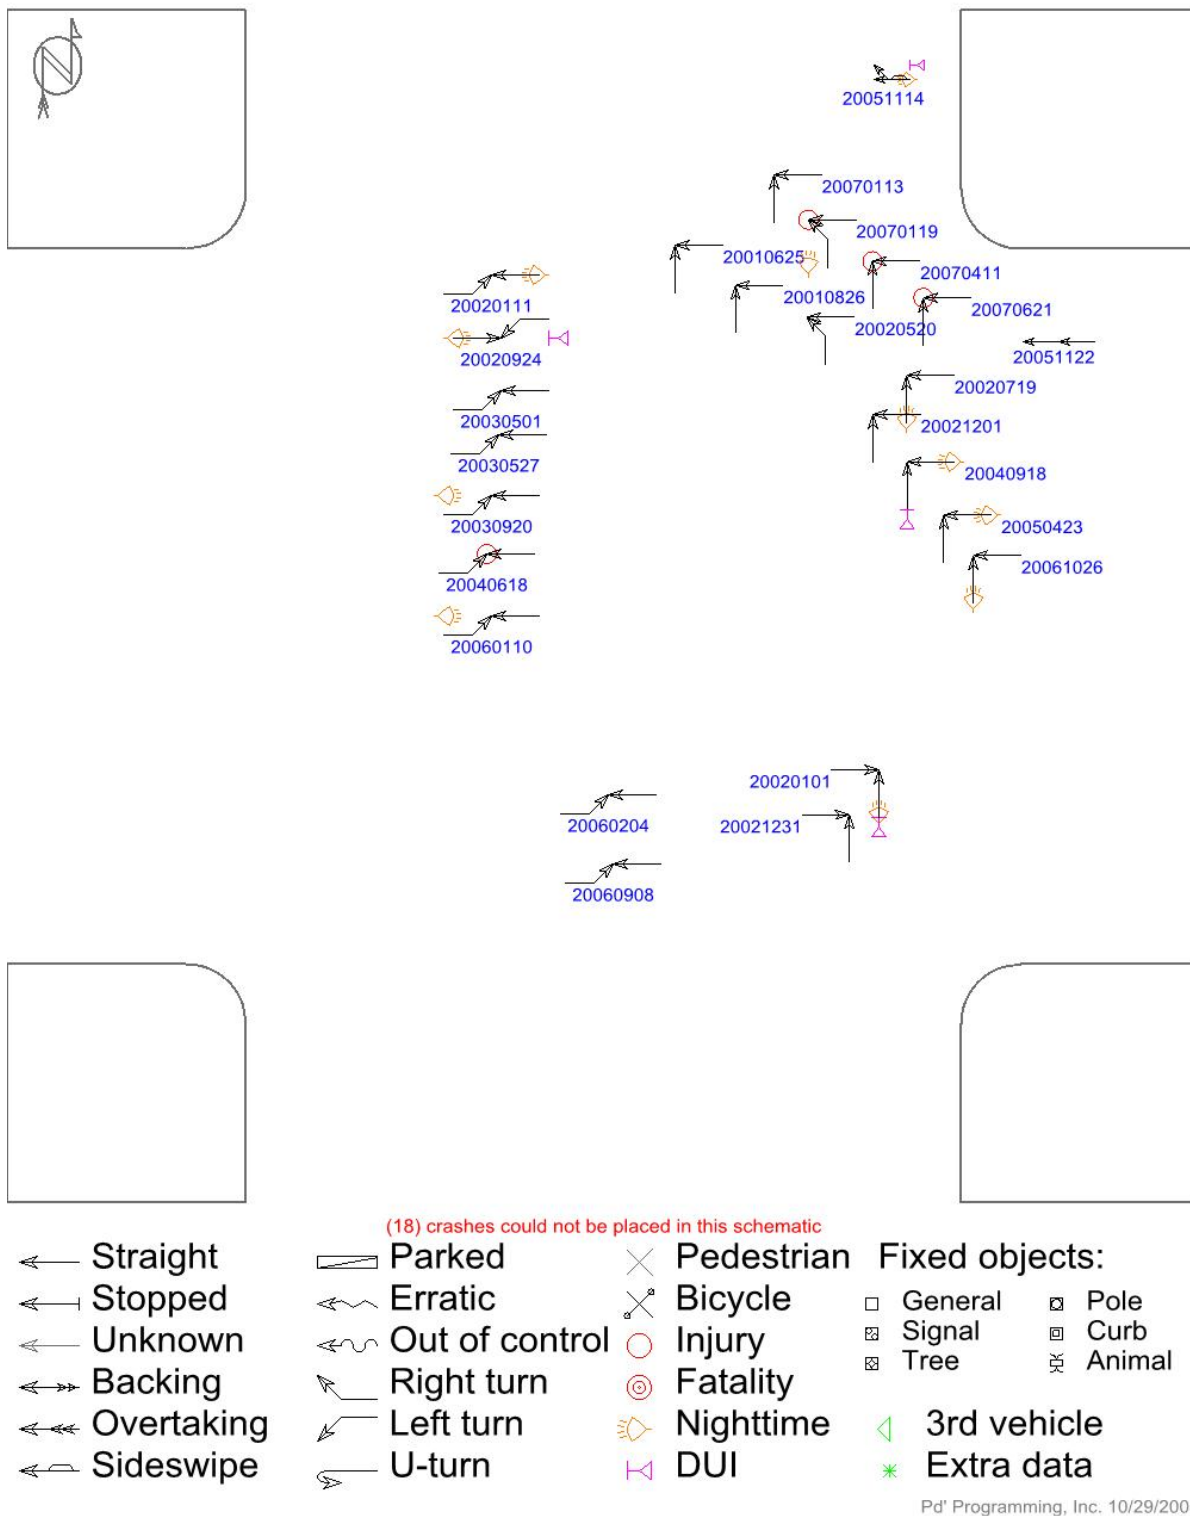 N
20051114
20070113
20070119
20010625
20070411
20010826
20070621
20020111
20020520
20020924
20051122
20020719
20030501
20021201
20030527
20040918
20030920
20050423
20040618
20061026
20060110
20020101
20060204
20021231
20060908
(18) crashes could not be placed in this schematic
Straight Parked Pedestrian Fixed objects:
Stopped Erratic Bicycle General Pole
Unknown Out of control Injury Signal Curb
Backing Right turn Fatality Tree Animal
Overtaking Left turn Nighttime 3rd vehicle
Sideswipe U-turn DUI Extra data
Pd' Programming, Inc. 10/29/200